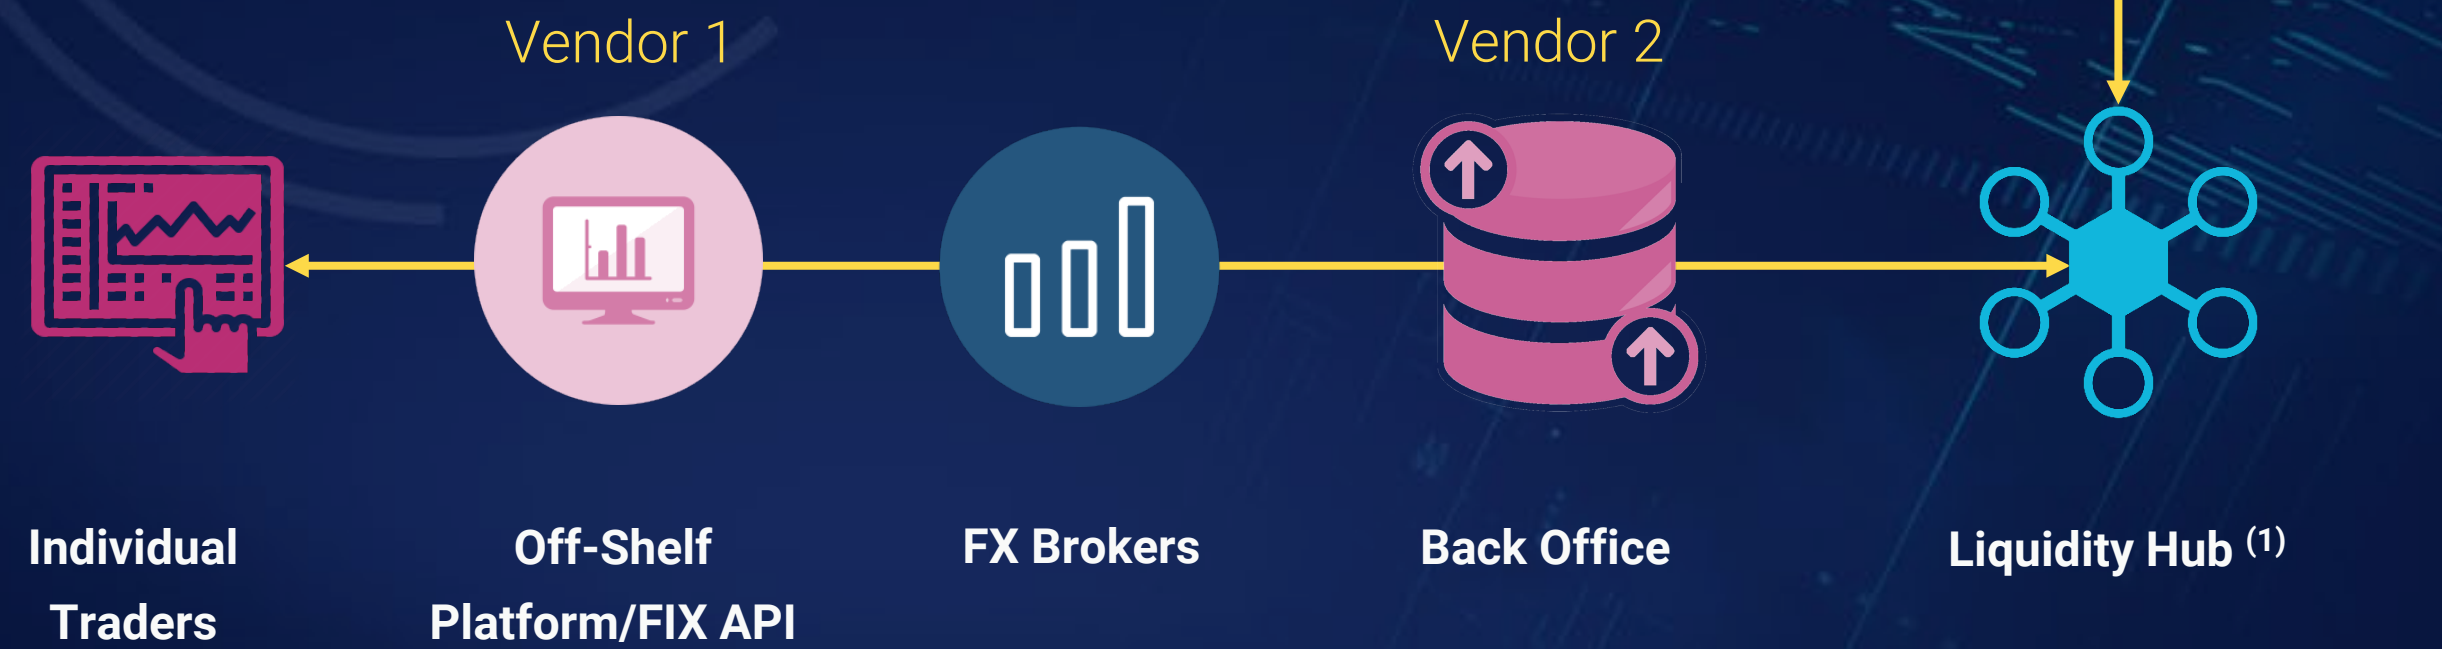 Vendor 1
Vendor 2
Individual
Traders
Off-Shelf
Platform/FIX API
FX Brokers
Back Office
Liquidity Hub (1)